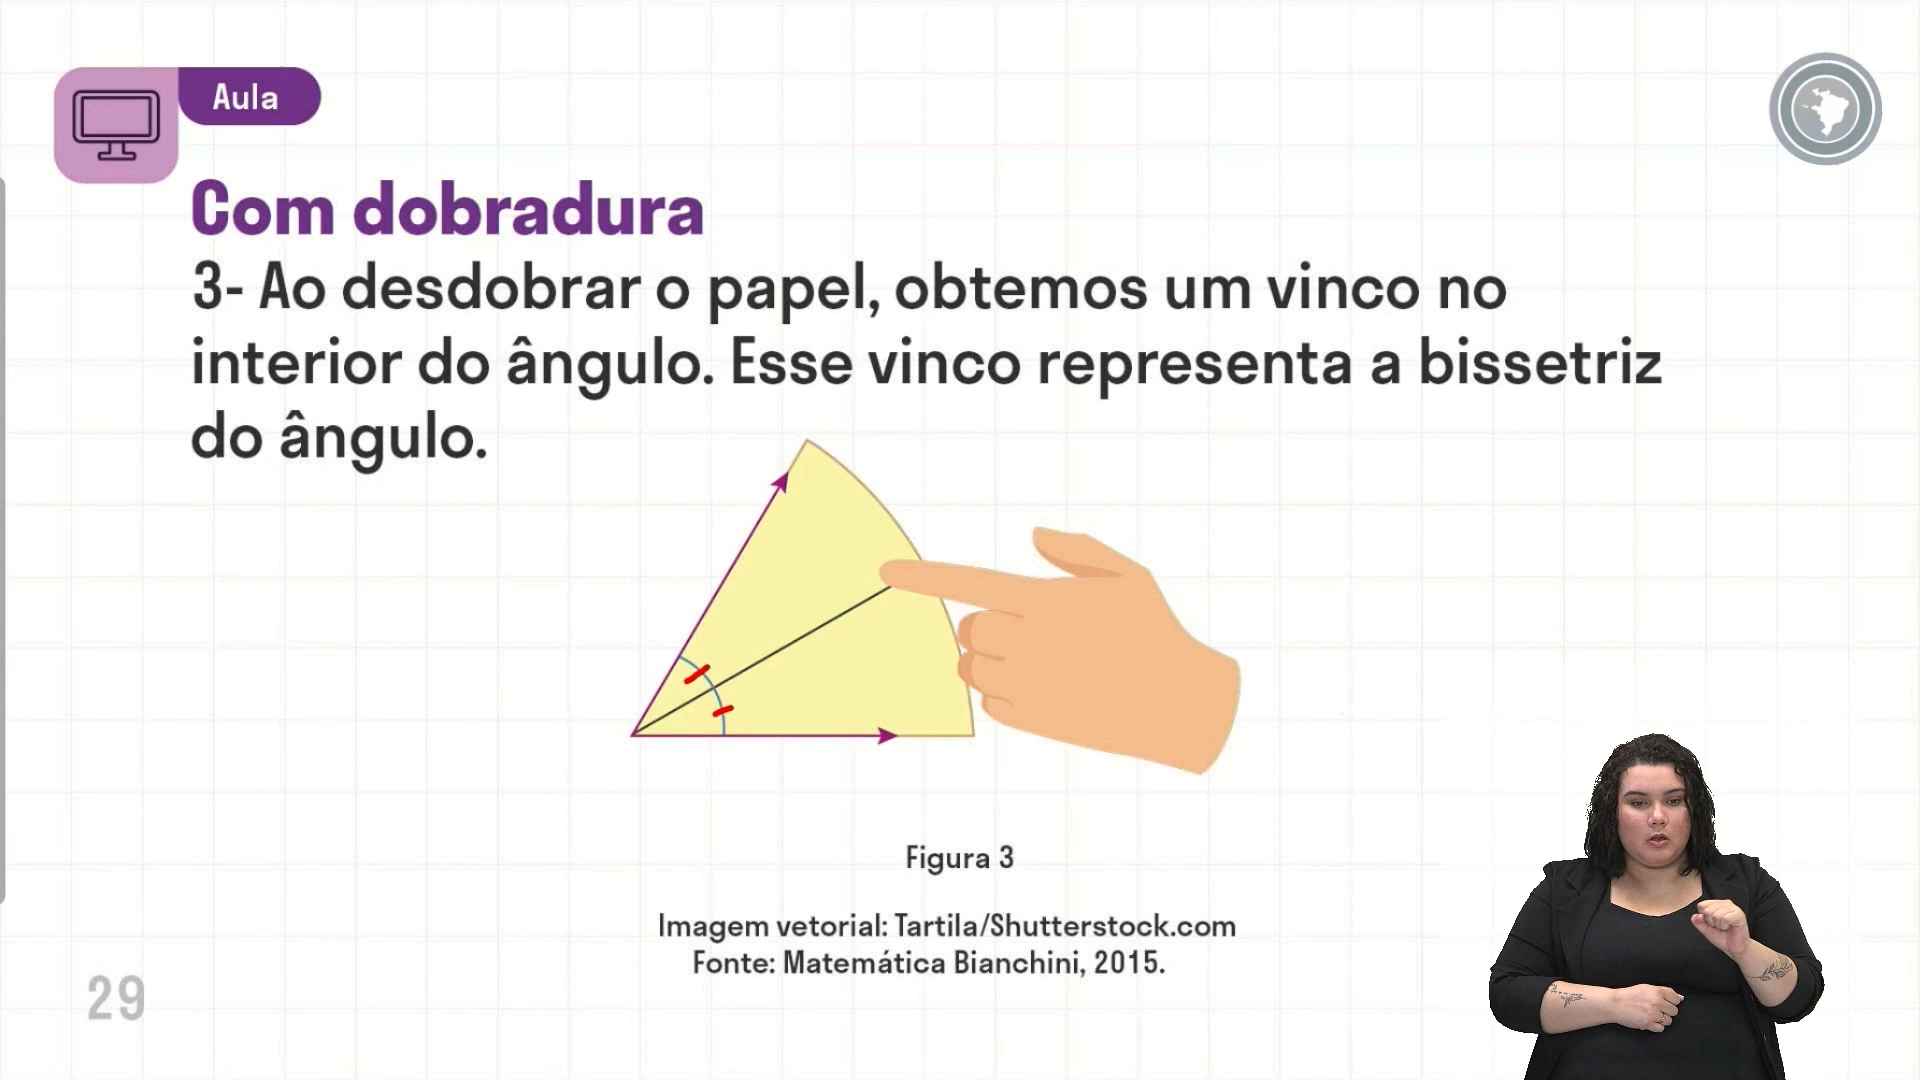 Aula
Com dobradura
3- Ao desdobrar o papel, obtemos um vinco no
interior do ângulo. Esse vinco representa a bissetriz
do ângulo.
Figura 3
Imagem vetorial: Tartila/Shutterstock.com
Fonte: Matemática Bianchini, 2015.
29